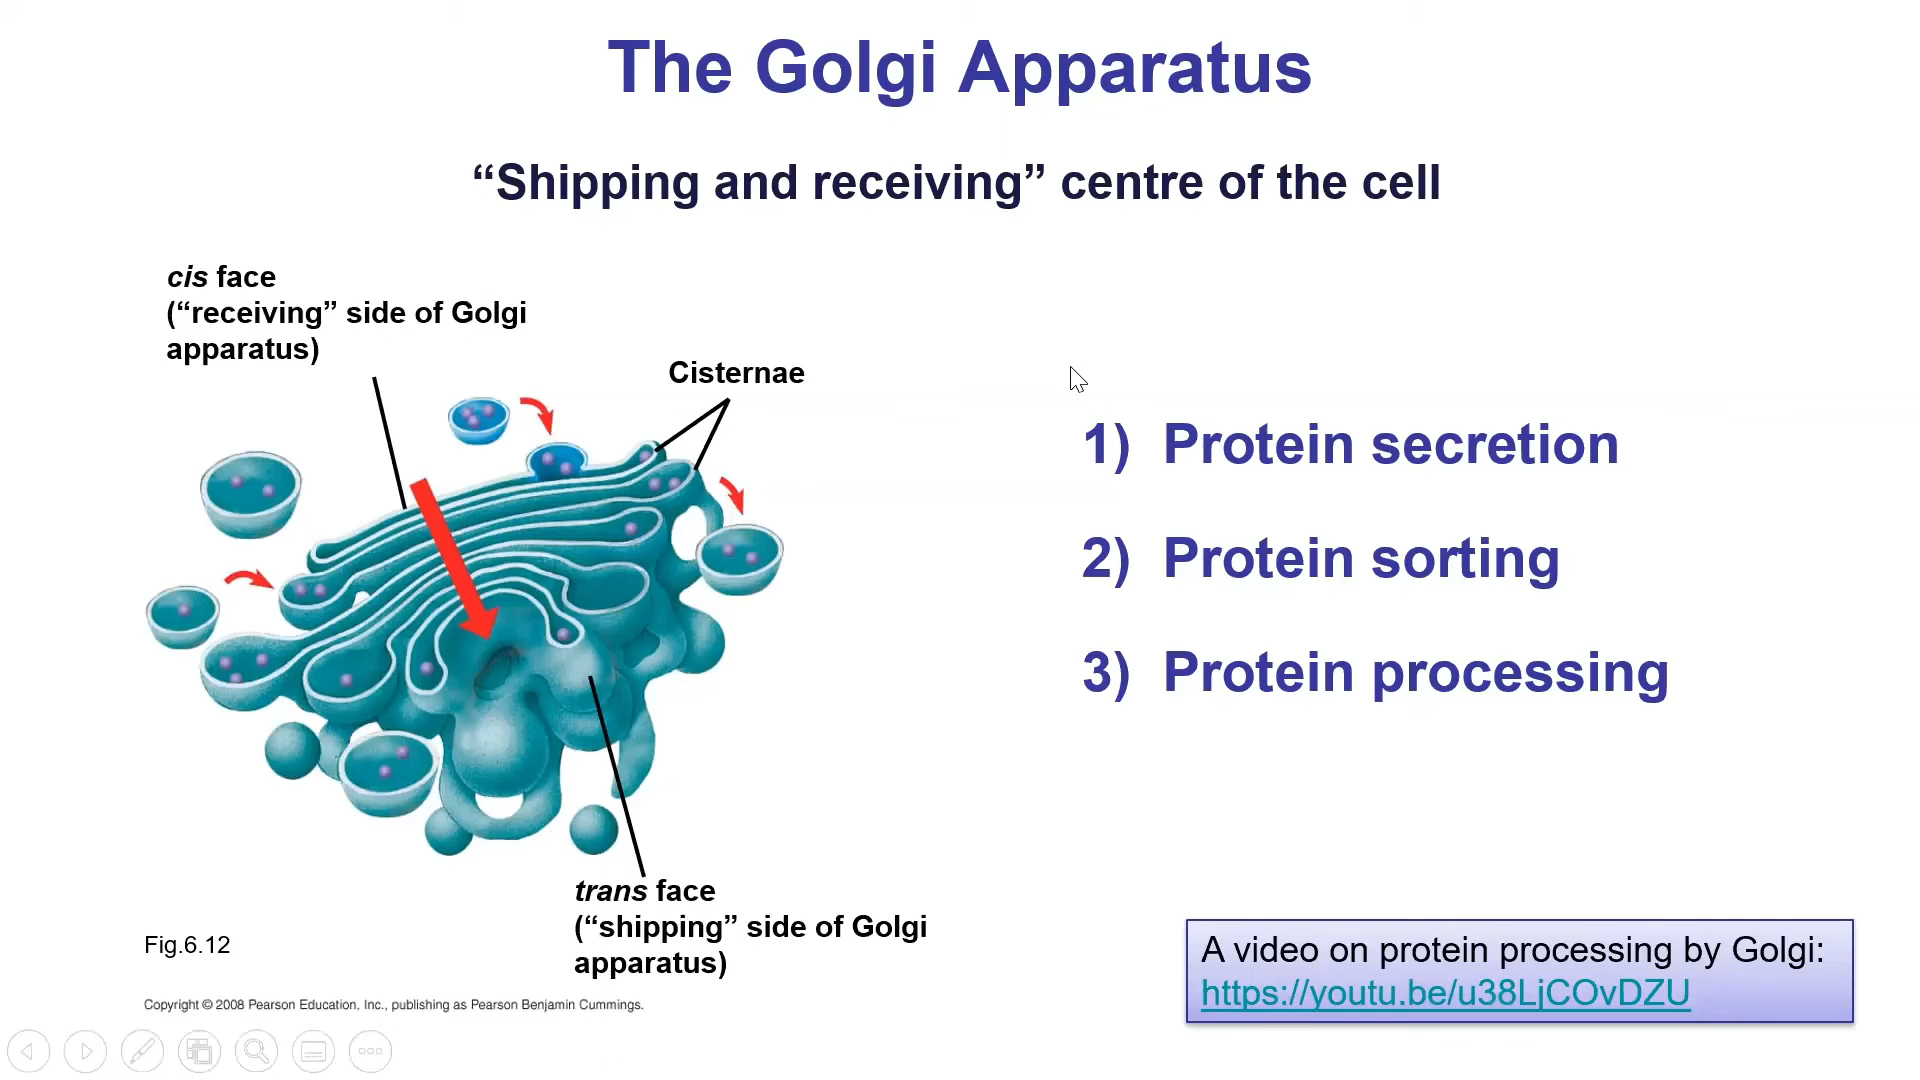 The Golgi Apparatus
“Shipping and receiving” centre of the cell
cis face
(“receiving” side of Golgi
apparatus)
Cisternae
1) Protein secretion
2) Protein sorting
3) Protein processing
trans face
(“shipping” side of Golgi
apparatus)
Fig.6.12
Copyright © 2008 Pearson Education, Inc., publishing as Pearson Benjamin Cummings.
A video on protein processing by Golgi:
https://youtu.be/u38LjCOvDZU